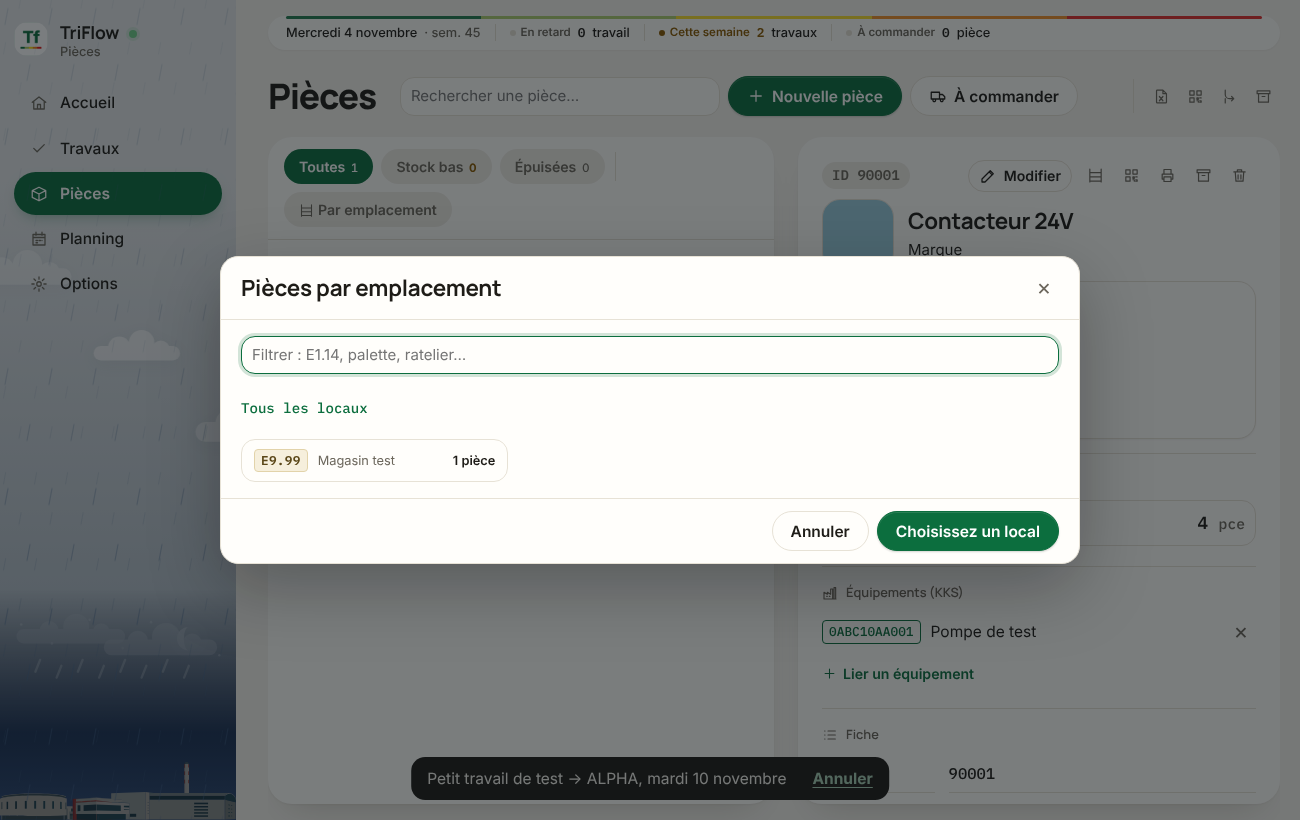 Tf
TriFlow
Pièces
Accueil
Travaux
Pièces
Planning
Options
Mercredi 4 novembre · sem. 45
En retard 0 travail
Cette semaine 2 travaux
À commander 0 pièce
Pièces
Rechercher une pièce...
Nouvelle pièce
À commander
Toutes 1
Stock bas 0
Épuisées 0
Par emplacement
ID 90001
Modifier
Contacteur 24V
Marque
Pièces par emplacement
Filtrer : E1.14, palette, ratelier...
Tous les locaux
E9.99 Magasin test 1 pièce
Annuler
Choisissez un local
4 pce
Équipements (KKS)
0ABC10AA001 Pompe de test
Lier un équipement
Fiche
90001
Petit travail de test → ALPHA, mardi 10 novembre Annuler